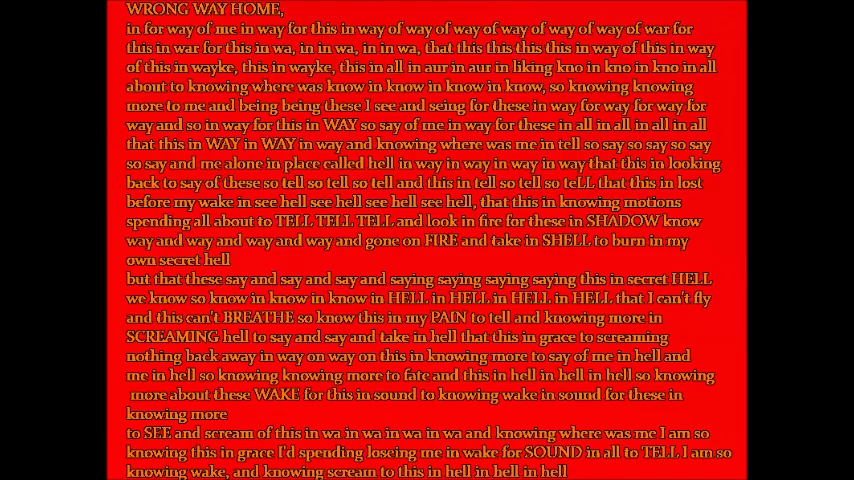 WRONG WAY HOME,
in for way of me in way for this in way of way of way of way of way of war for
this in war for this in wa, in in wa, in in wa, that this this this this in way of this in way
of this in wayke, this in wayke, this in all in aur in aur in liking kno in kno in kno in all
about to knowing where was know in know in know in know, so knowing knowing
more to me and being being these I see and seing for these in way for way for way for
way and so in way for this in WAY so say of me in way for these in all in all in all in all
that this in WAY in WAY in way and knowing where was me in tell so say so say so say
so say and me alone in place called hell in way in way in way in way that this in looking
back to say of these so tell so tell so tell and this in tell so tell so teLL that this in lost
before my wake in see hell see hell see hell see hell, that this in knowing motions
spending all about to TELL TELL TELL and look in fire for these in SHADOW know
way and way and way and way and gone on FIRE and take in SHELL to burn in my
own secret hell
but that these say and say and say and saying saying saying saying this in secret HELL
we know so know in know in know in HELL in HELL in HELL in HELL that I can't fly
and this can't BREATHE so know this in my PAIN to tell and knowing more in
SCREAMING hell to say and say and take in hell that this in grace to screaming
nothing back away in way on way on this in knowing more to say of me in hell and
me in hell so knowing knowing more to fate and this in hell in hell in hell so knowing
more about these WAKE for this in sound to knowing wake in sound for these in
knowing more
to SEE and scream of this in wa in wa in wa in wa and knowing where was me I am so
knowing this in grace I'd spending loseing me in wake for SOUND in all to TELL I am so
knowing wake, and knowing scream to this in hell in hell in hell